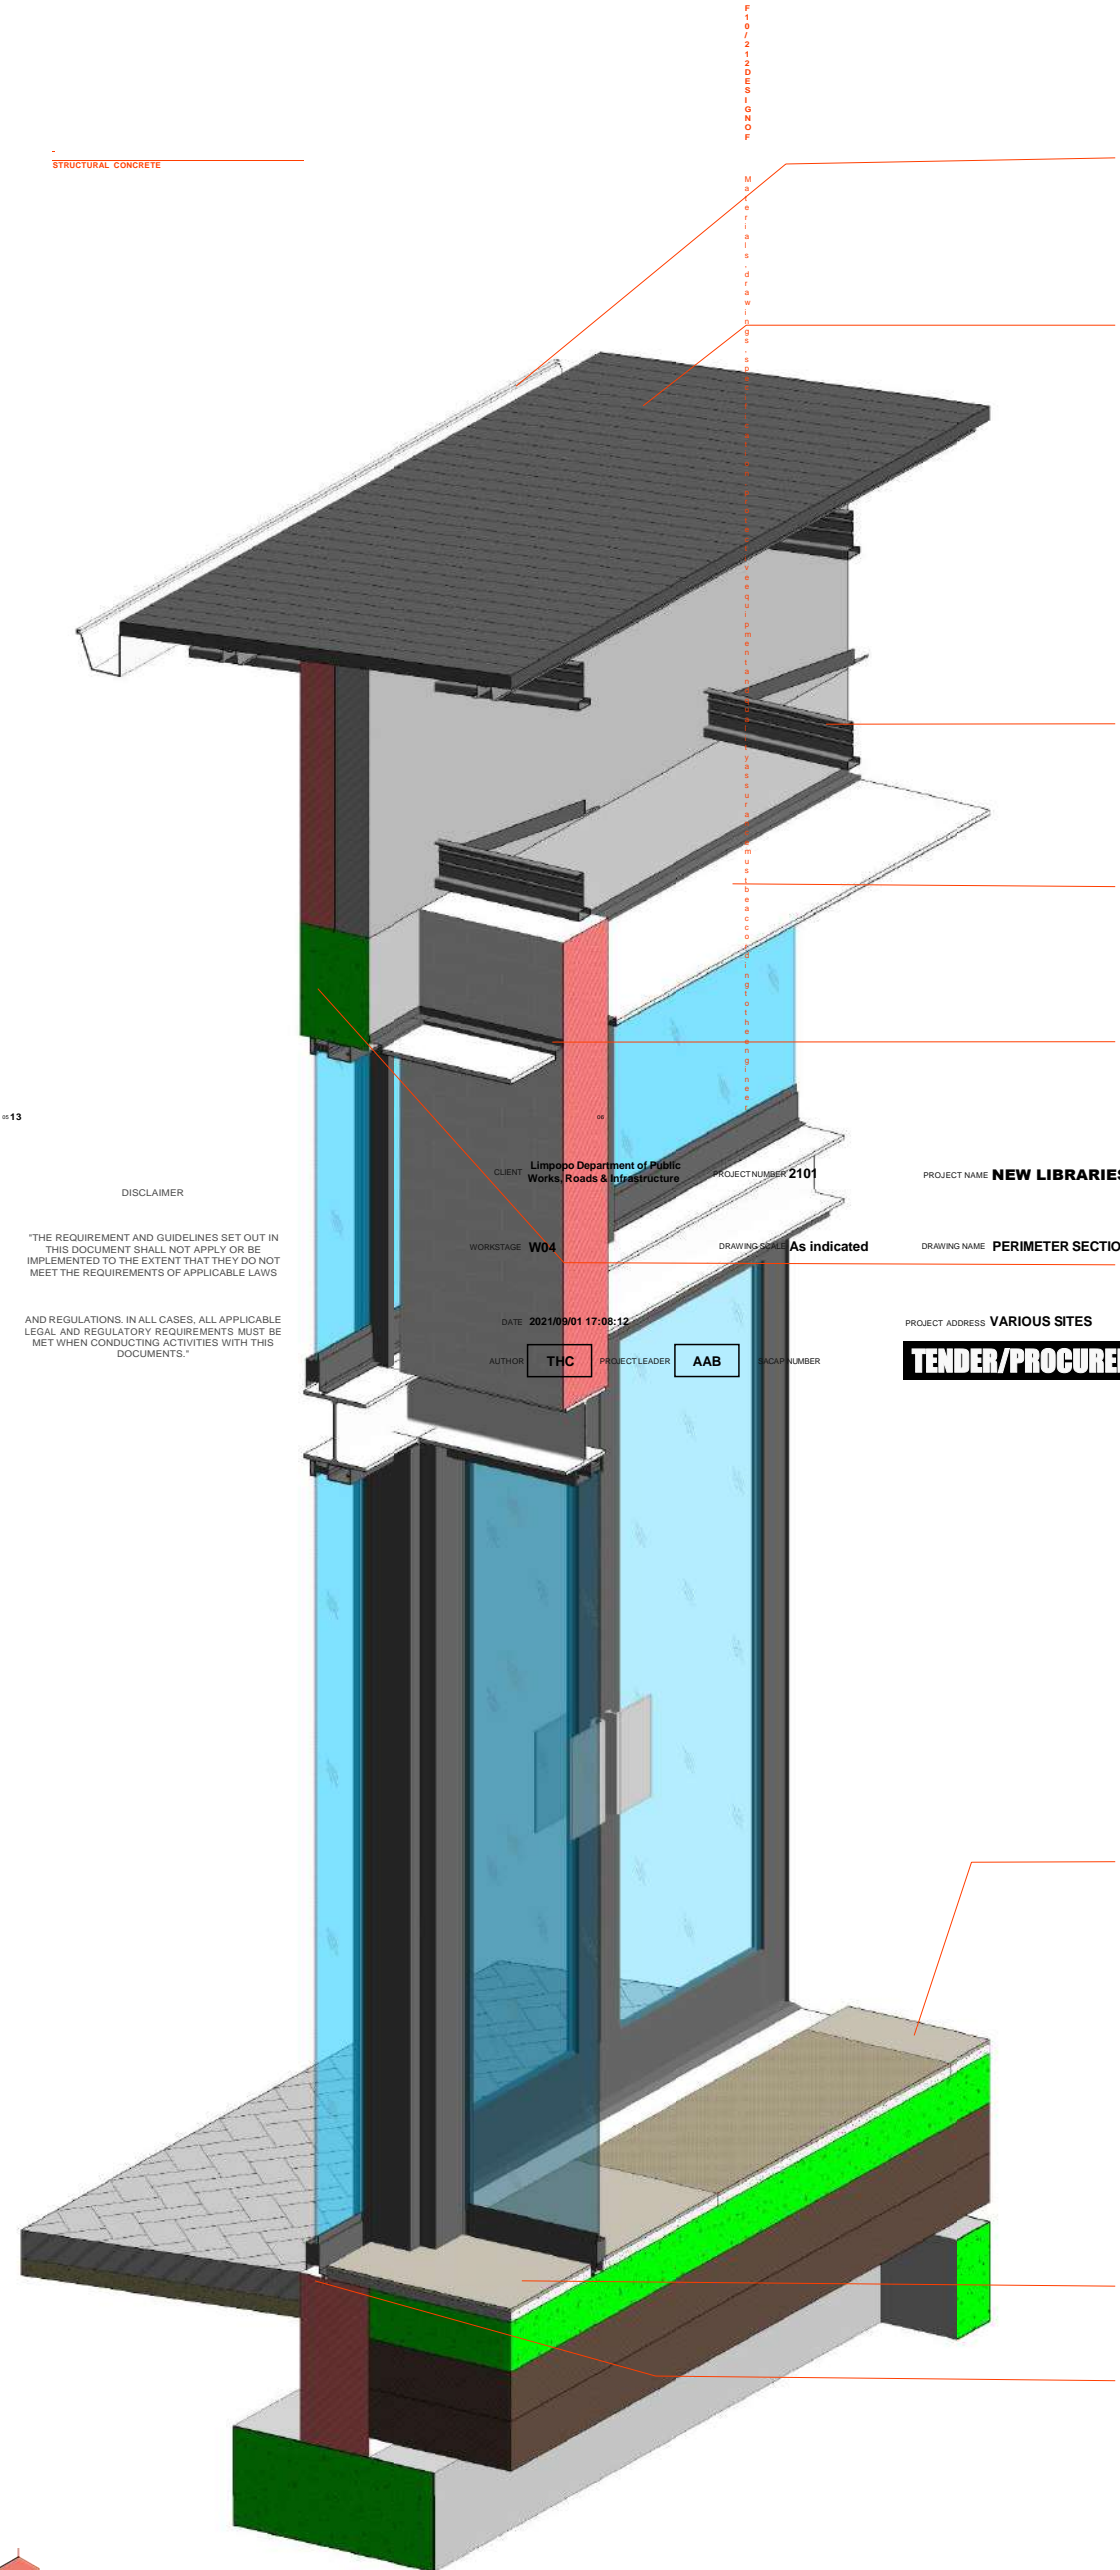 F10/212DESIGNOF
-
STRUCTURAL CONCRETE
05 13
06
DISCLAIMER
"THE REQUIREMENT AND GUIDELINES SET OUT IN
THIS DOCUMENT SHALL NOT APPLY OR BE
IMPLEMENTED TO THE EXTENT THAT THEY DO NOT
MEET THE REQUIREMENTS OF APPLICABLE LAWS
AND REGULATIONS. IN ALL CASES, ALL APPLICABLE
LEGAL AND REGULATORY REQUIREMENTS MUST BE
MET WHEN CONDUCTING ACTIVITIES WITH THIS
DOCUMENTS."
CLIENT Limpopo Department of Public
Works, Roads & Infrastructure
PROJECT NUMBER 2101
PROJECT NAME NEW LIBRARIES
WORKSTAGE W04
DRAWING SCALE As indicated
DRAWING NAME PERIMETER SECTIO
DATE 2021/09/01 17:08:12
PROJECT ADDRESS VARIOUS SITES
AUTHOR THC
PROJECT LEADER AAB
SACAP NUMBER
TENDER/PROCURE